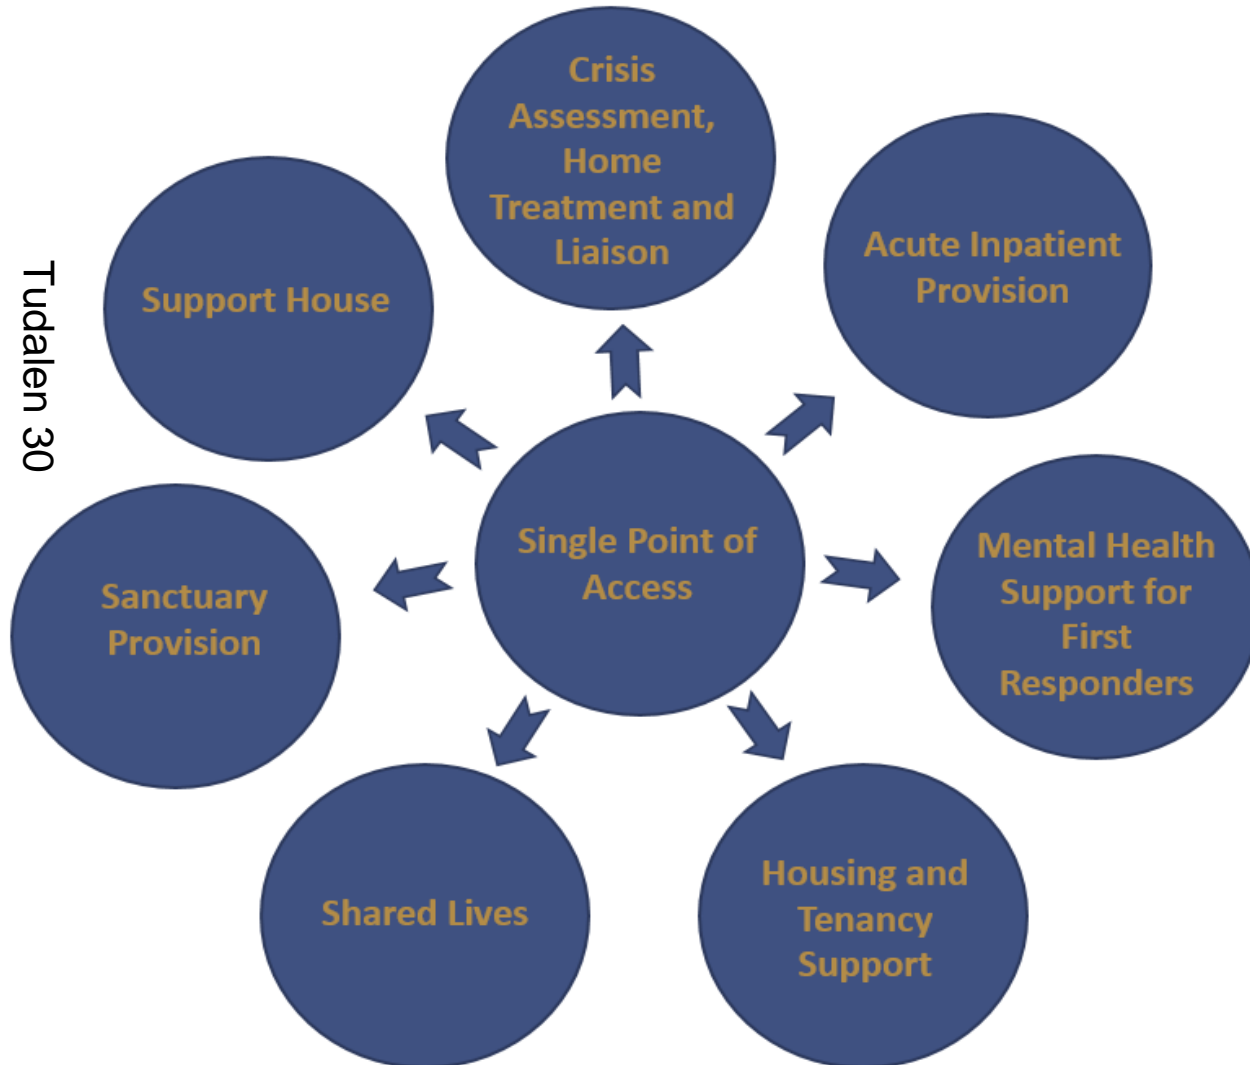 Crisis
Assessment,
Home
Treatment and
Liaison
Acute Inpatient
Provision
Support House
Tudalen 30
Single Point of
Access
Mental Health
Support for
First
Responders
Sanctuary
Provision
Shared Lives
Housing and
Tenancy
Support